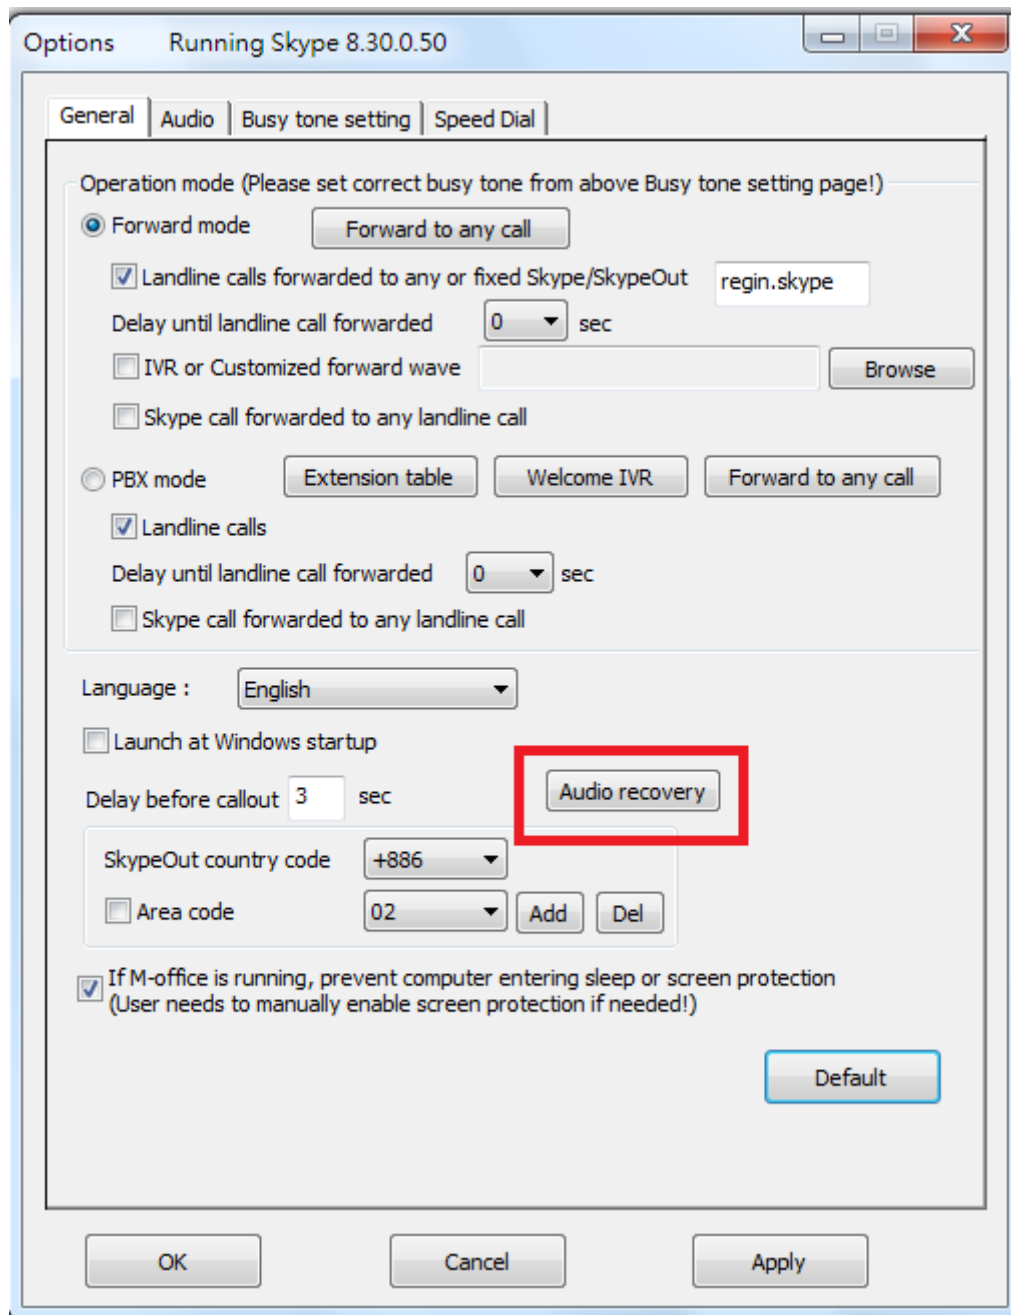 Options Running Skype 8.30.0.50
General Audio Busy tone setting Speed Dial
Operation mode (Please set correct busy tone from above Busy tone setting page!)
Forward mode Forward to any call
Landline calls forwarded to any or fixed Skype/SkypeOut regin.skype
Delay until landline call forwarded 0 sec
IVR or Customized forward wave Browse
Skype call forwarded to any landline call
PBX mode Extension table Welcome IVR Forward to any call
Landline calls
Delay until landline call forwarded 0 sec
Skype call forwarded to any landline call
Language : English
Launch at Windows startup
Delay before callout 3 sec Audio recovery
SkypeOut country code +886
Area code 02 Add Del
If M-office is running, prevent computer entering sleep or screen protection
(User needs to manually enable screen protection if needed!)
Default
OK Cancel Apply